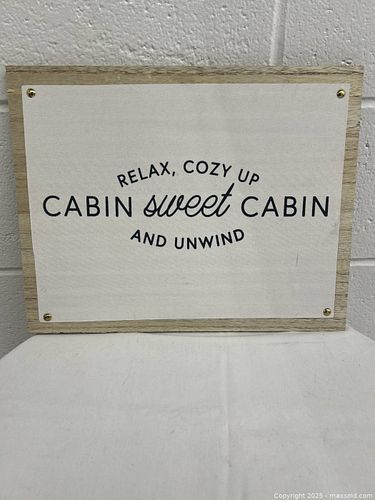 RELAX, COZY UP
CABIN sweet CABIN
AND UNWIND
Copyright 2025 - maxsold.com